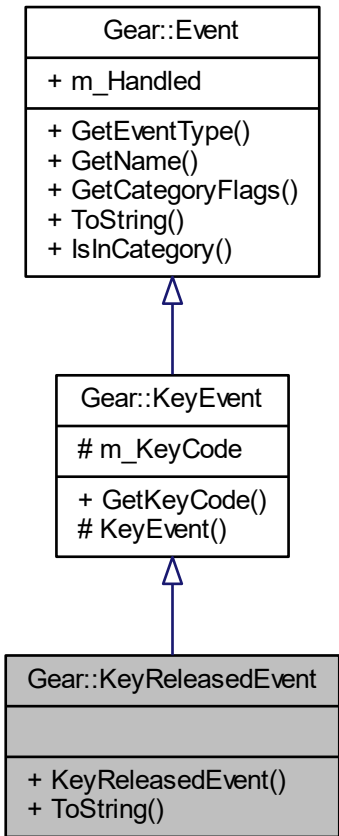 Gear::Event
+ m_Handled
+ GetEventType()
+ GetName()
+ GetCategoryFlags()
+ ToString()
+ IsInCategory()
Gear::KeyEvent
# m_KeyCode
+ GetKeyCode()
# KeyEvent()
Gear::KeyReleasedEvent
+ KeyReleasedEvent()
+ ToString()